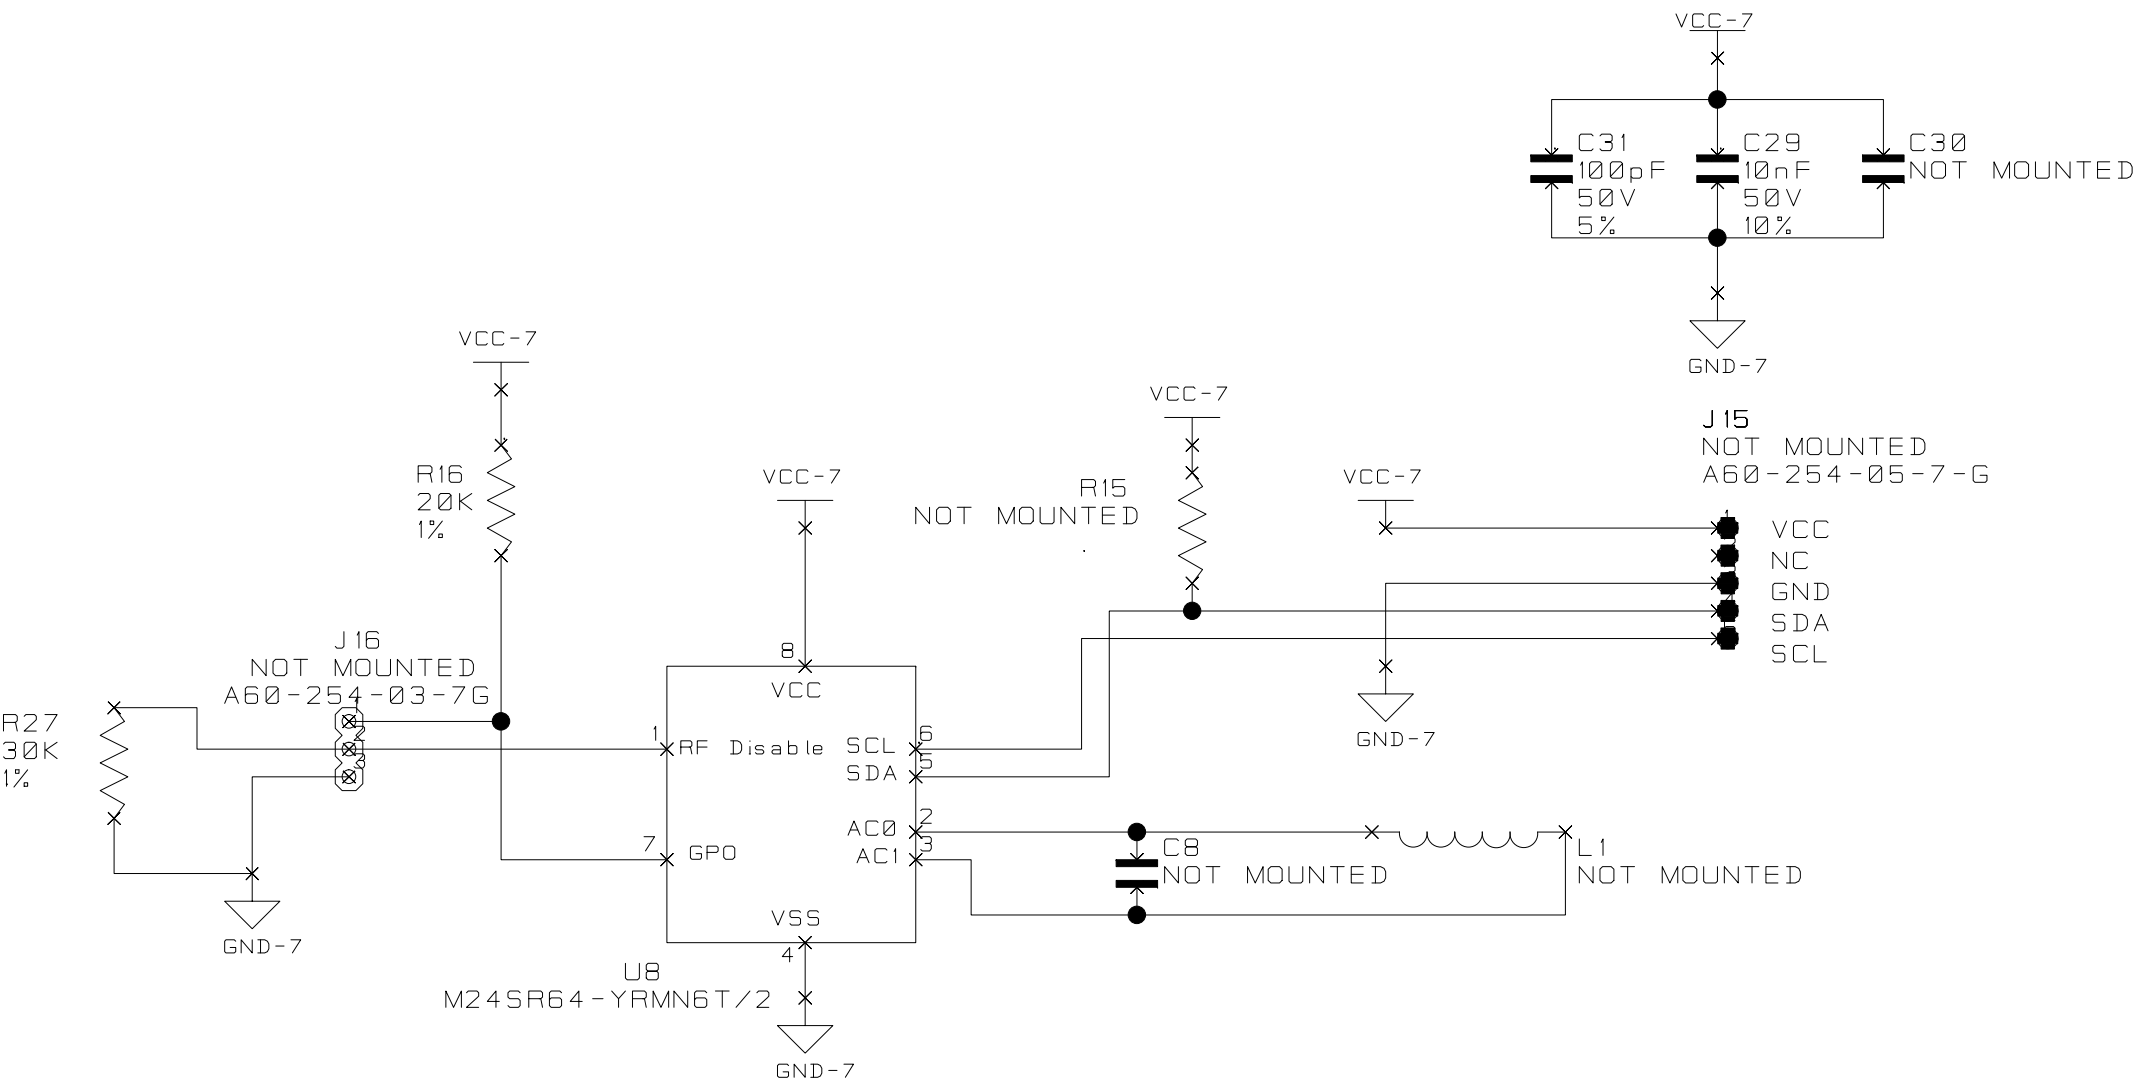 VCC-7
C31
100pF
50V
5%
C29
10nF
50V
10%
C30
NOT MOUNTED
GND-7
VCC-7
R16
20K
1%
VCC-7
VCC-7
R15
NOT MOUNTED
VCC-7
J15
NOT MOUNTED
A60-254-05-7-G
1
VCC
NC
GND
SDA
SCL
GND-7
J16
NOT MOUNTED
A60-254-03-7G
1
2
3
R27
30K
1%
GND-7
8
VCC
1
RF Disable
SCL
6
SDA
5
AC0
2
AC1
3
7
GPO
VSS
4
U8
M24SR64-YRMN6T/2
GND-7
C8
NOT MOUNTED
L1
NOT MOUNTED